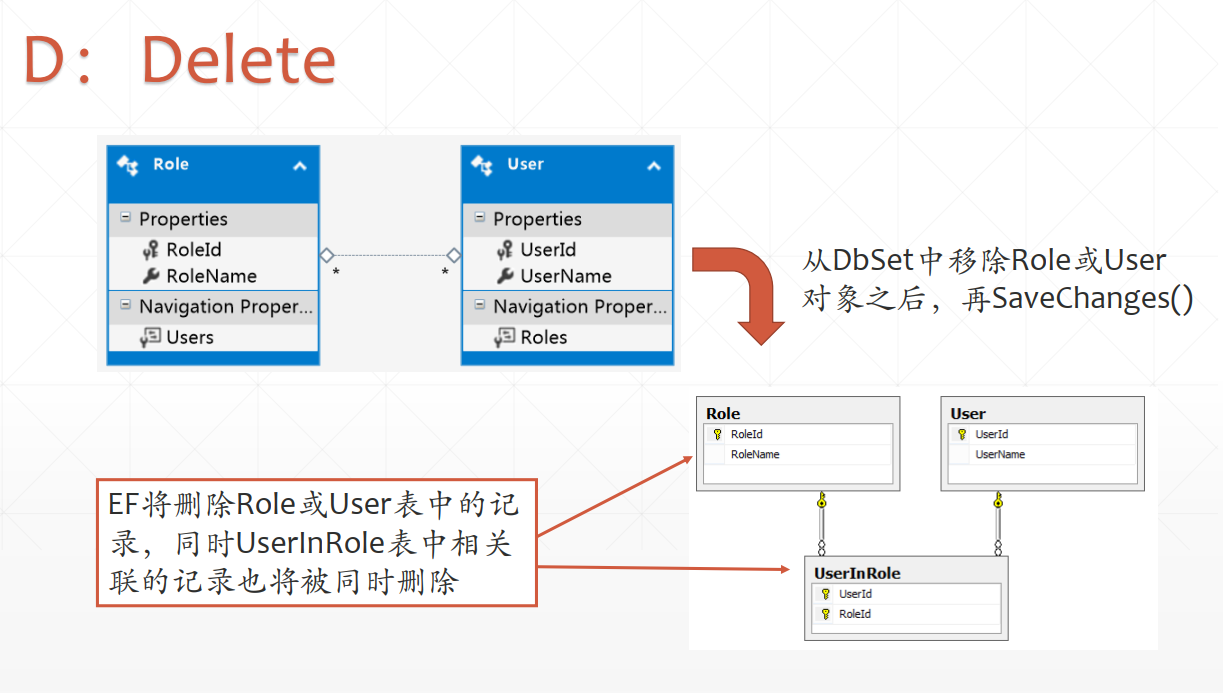 D： Delete
Role
Properties
RoleId
RoleName
Navigation Proper...
Users
*
*
User
Properties
UserId
UserName
Navigation Proper...
Roles
从DbSet中移除Role或User
对象之后，再SaveChanges()
EF将删除Role或User表中的记
录，同时UserInRole表中相关
联的记录也将被同时删除
Role
RoleId
RoleName
User
UserId
UserName
UserInRole
UserId
RoleId